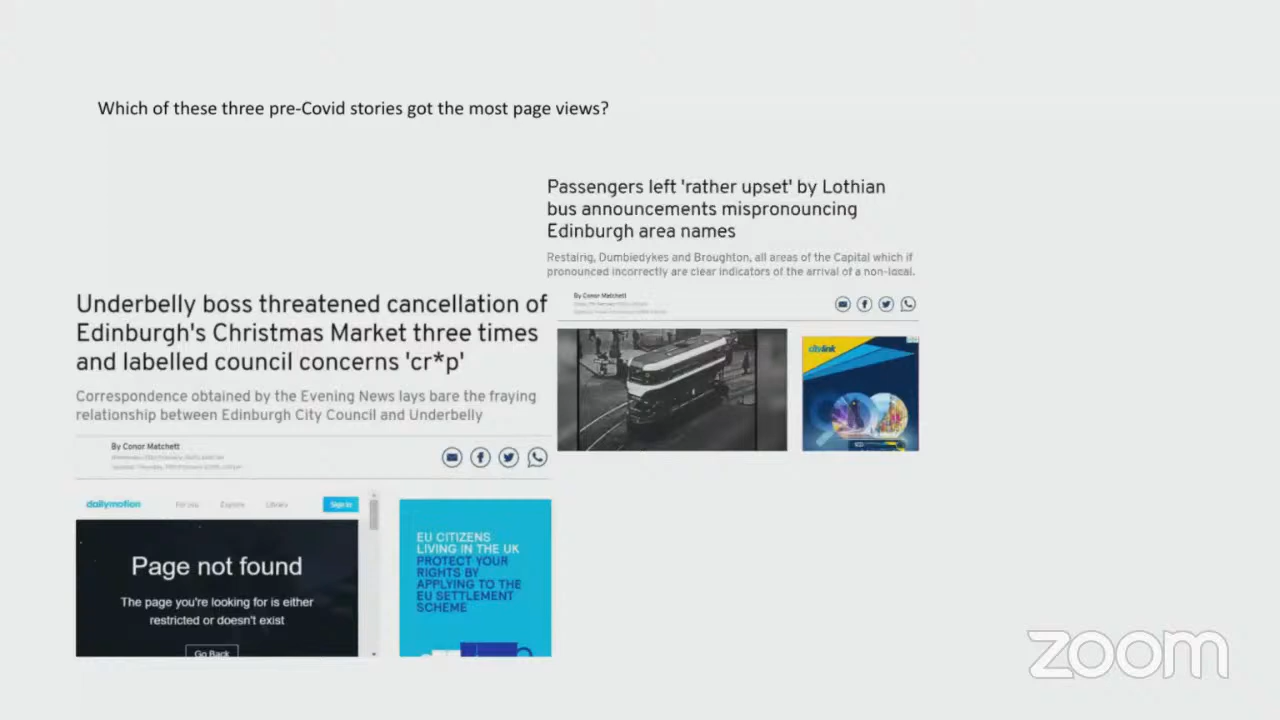 Which of these three pre-Covid stories got the most page views?
Passengers left 'rather upset' by Lothian
bus announcements mispronouncing
Edinburgh area names
Restairig, Dumbiedykes and Broughton, all areas of the Capital which if
pronounced incorrectly are clear indicators of the arrival of a non-local.
By Conor Matchett
citylink
Underbelly boss threatened cancellation of
Edinburgh's Christmas Market three times
and labelled council concerns 'cr*p'
Correspondence obtained by the Evening News lays bare the fraying
relationship between Edinburgh City Council and Underbelly
By Conor Matchett
dailymotion
For you
Explore
Library
Sign in
Page not found
The page you're looking for is either
restricted or doesn't exist
Go Back
EU CITIZENS
LIVING IN THE UK
PROTECT YOUR
RIGHTS BY
APPLYING TO THE
EU SETTLEMENT
SCHEME
zoom